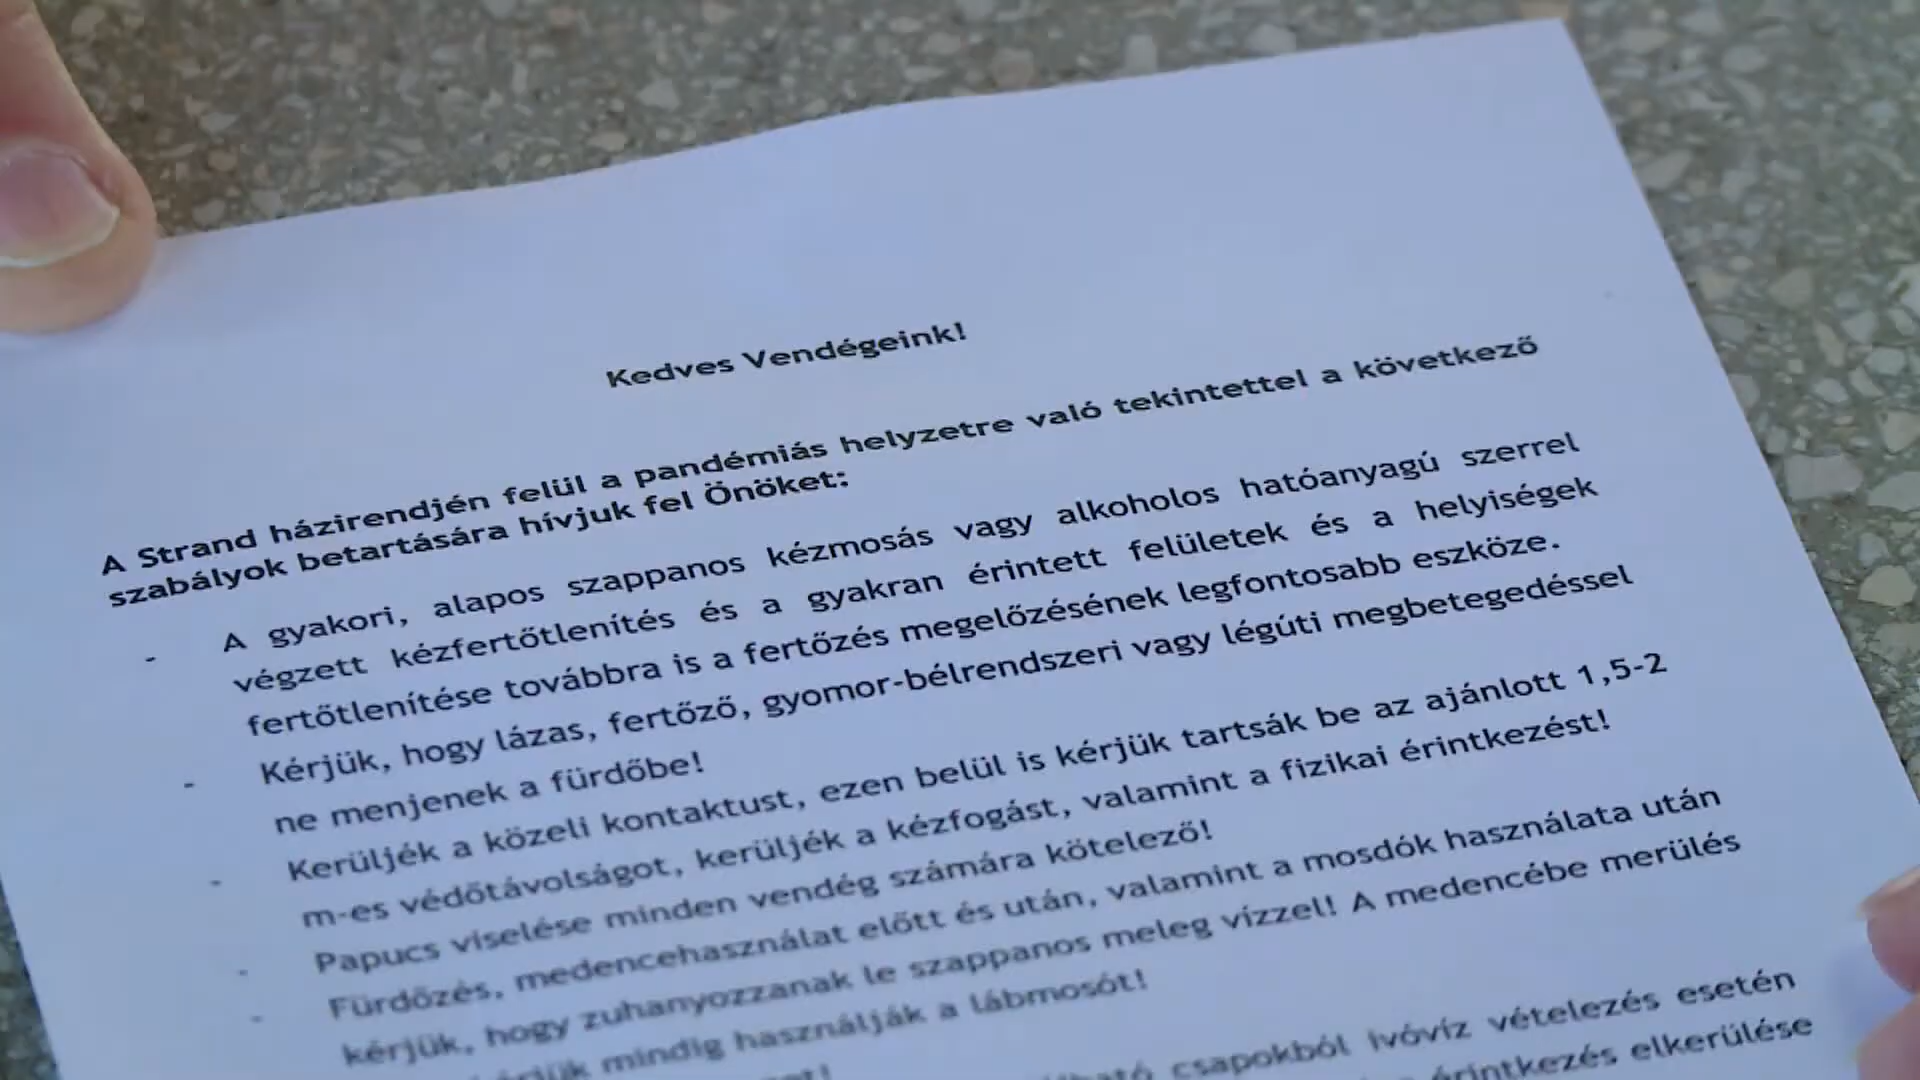 Kedves Vendégeink!
A Strand házirendjén felül a pandémiás helyzetre való tekintettel a következő
szabályok betartására hívjuk fel Önöket:
- A gyakori, alapos szappanos kézmosás vagy alkoholos hatóanyagú szerrel
végzett kézfertőtlenítés és a gyakran érintett felületek és a helyiségek
fertőtlenítése továbbra is a fertőzés megelőzésének legfontosabb eszköze.
- Kérjük, hogy lázas, fertőző, gyomor-bélrendszeri vagy légúti megbetegedéssel
ne menjenek a fürdőbe!
- Kerüljék a közeli kontaktust, ezen belül is kérjük tartsák be az ajánlott 1,5-2
m-es védőtávolságot, kerüljék a kézfogást, valamint a fizikai érintkezést!
- Papucs viselése minden vendég számára kötelező!
- Fürdőzés, medencehasználat előtt és után, valamint a mosdók használata után
kérjük, hogy zuhanyozzanak le szappanos meleg vízzel! A medencébe merülés
mindig használják a lábmosót!
csapokból ivóvíz vételezés esetén
érintkezés elkerülése